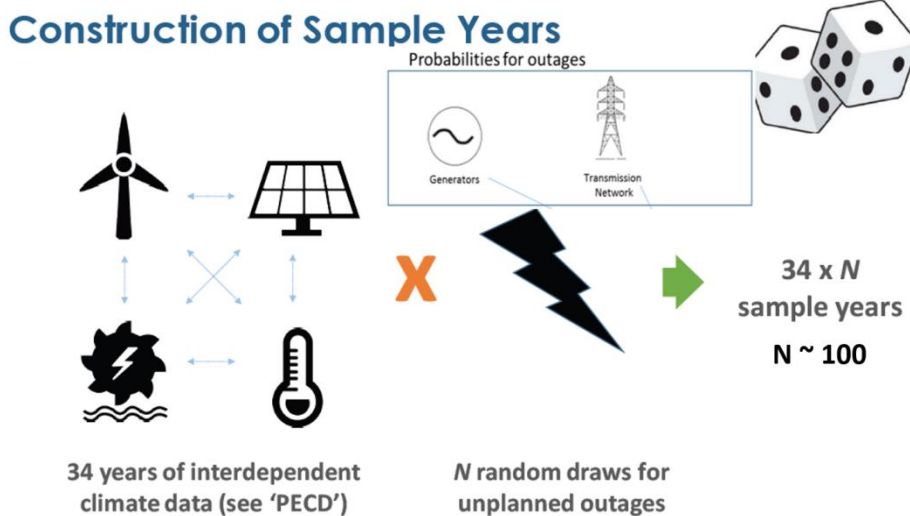 Construction of Sample Years
Probabilities for outages
Generators
Transmission
Network
X
34 x N
sample years
N ~ 100
34 years of interdependent
climate data (see ‘PECD’)
N random draws for
unplanned outages